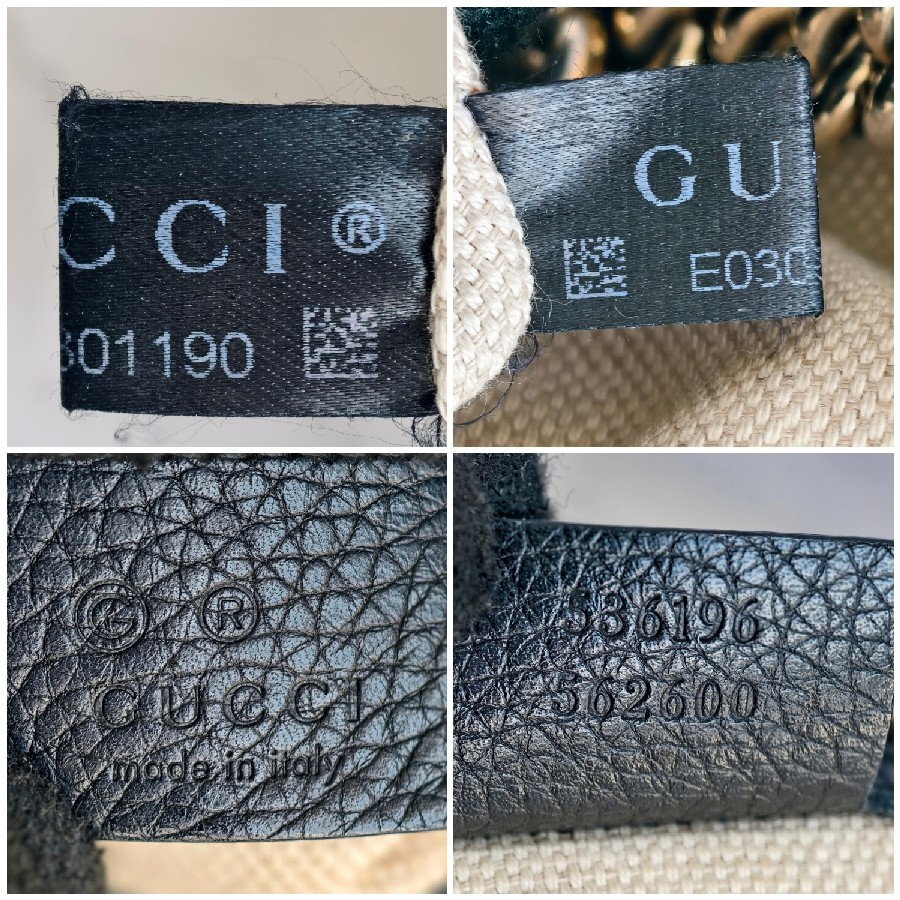 CCI ®
301190
GU
E030
G ®
GUCCI
made in italy
536196
562600